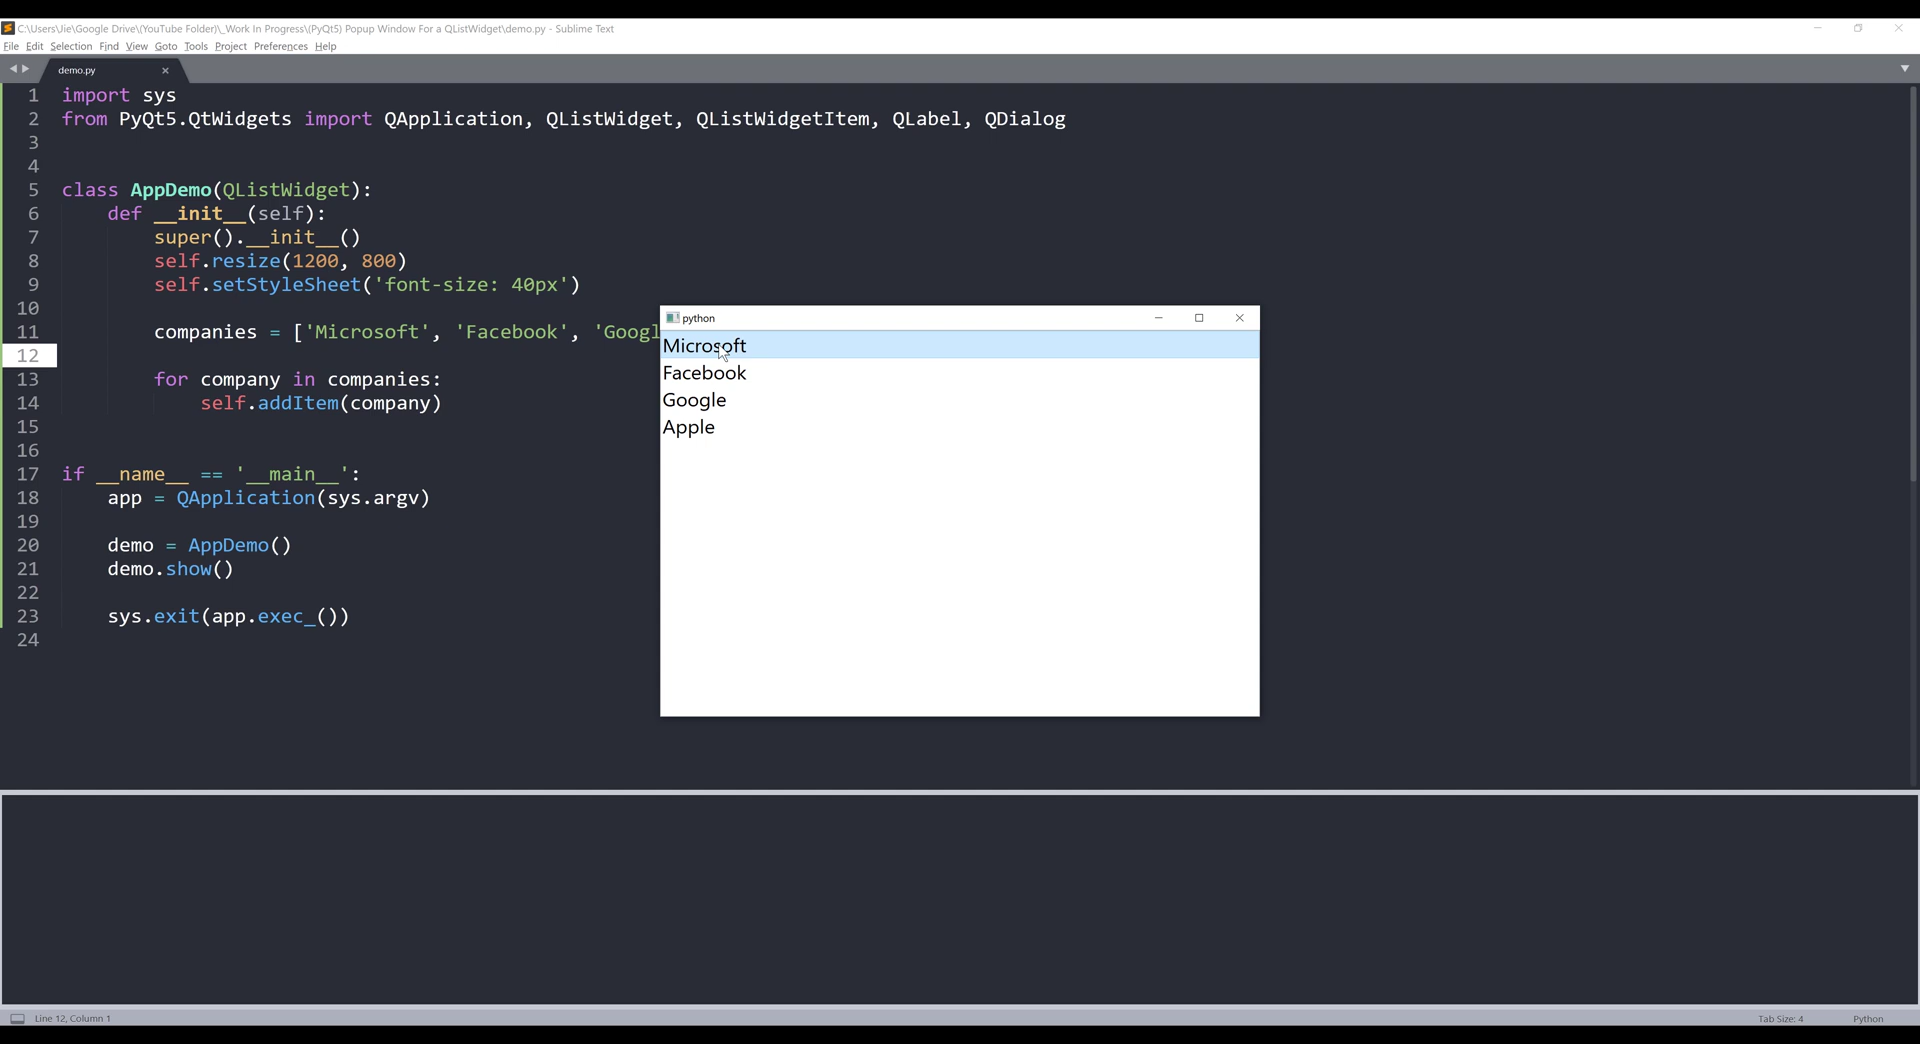 C:\Users\Jie\Google Drive\(YouTube Folder)\_Work In Progress\(PyQt5) Popup Window For a QListWidget\demo.py - Sublime Text
File Edit Selection Find View Goto Tools Project Preferences Help
demo.py
1 import sys
2 from PyQt5.QtWidgets import QApplication, QListWidget, QListWidgetItem, QLabel, QDialog
3
4
5 class AppDemo(QListWidget):
6 def __init__(self):
7 super().__init__()
8 self.resize(1200, 800)
9 self.setStyleSheet('font-size: 40px')
10
11 companies = ['Microsoft', 'Facebook', 'Googl
12
13 for company in companies:
14 self.addItem(company)
15
16
17 if __name__ == '__main__':
18 app = QApplication(sys.argv)
19
20 demo = AppDemo()
21 demo.show()
22
23 sys.exit(app.exec_())
24
python
Microsoft
Facebook
Google
Apple
Line 12, Column 1
Tab Size: 4 Python